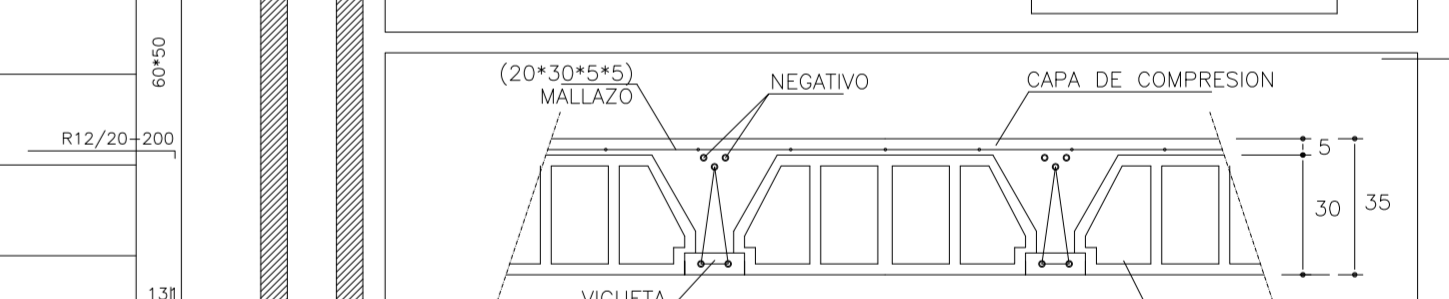 60*50
R12/20-200
(20*30*5*5)
MALLAZO
NEGATIVO
CAPA DE COMPRESION
5
30
35
VIGUETA